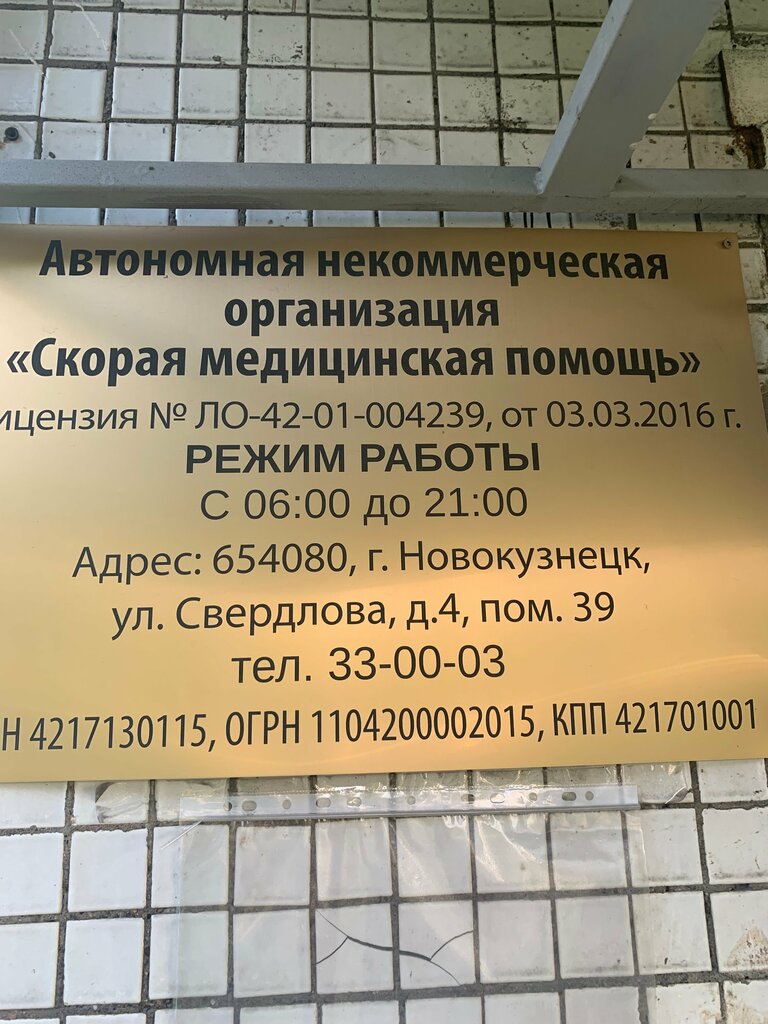 Автономная некоммерческая
организация
«Скорая медицинская помощь»
ицензия № ЛО-42-01-004239, от 03.03.2016 г.
РЕЖИМ РАБОТЫ
С 06:00 до 21:00
Адрес: 654080, г. Новокузнецк,
ул. Свердлова, д.4, пом. 39
тел. 33-00-03
Н 4217130115, ОГРН 1104200002015, КПП 421701001